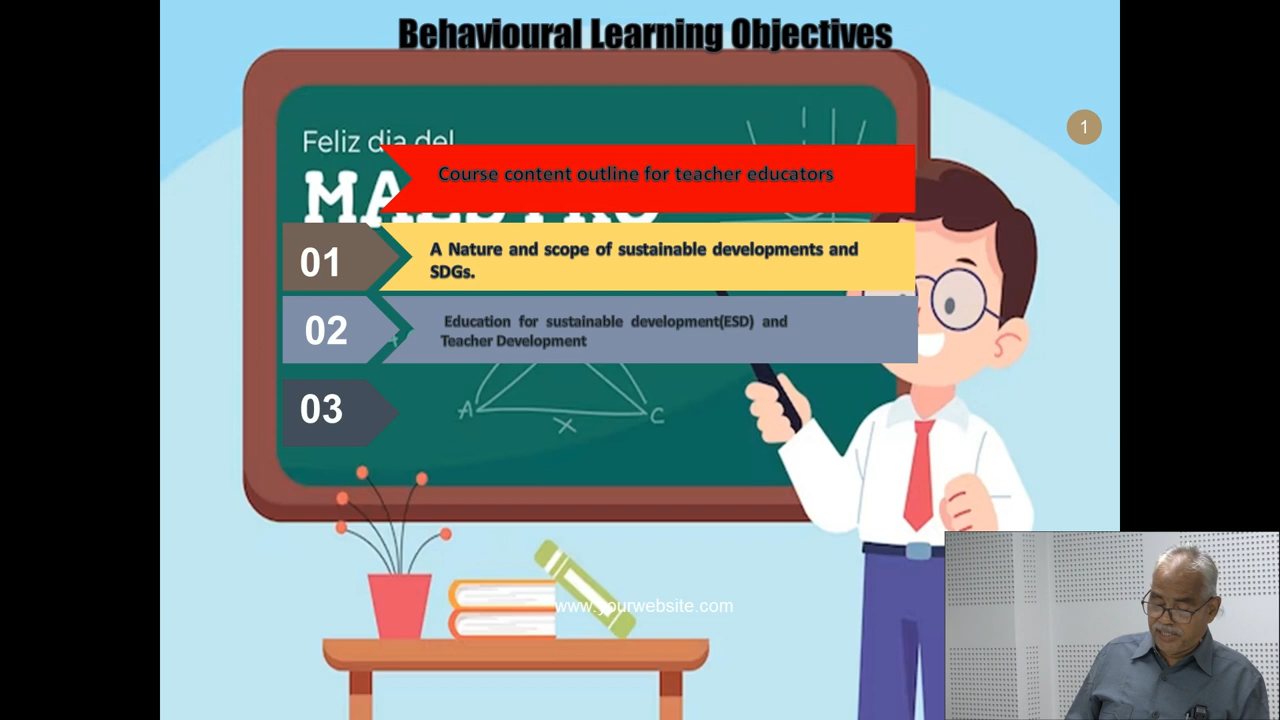 Behavioural Learning Objectives
1
Feliz dia del
Course content outline for teacher educators
01
A Nature and scope of sustainable developments and
SDGs.
02
Education for sustainable development(ESD) and
Teacher Development
03
A
X
C
www.yourwebsite.com